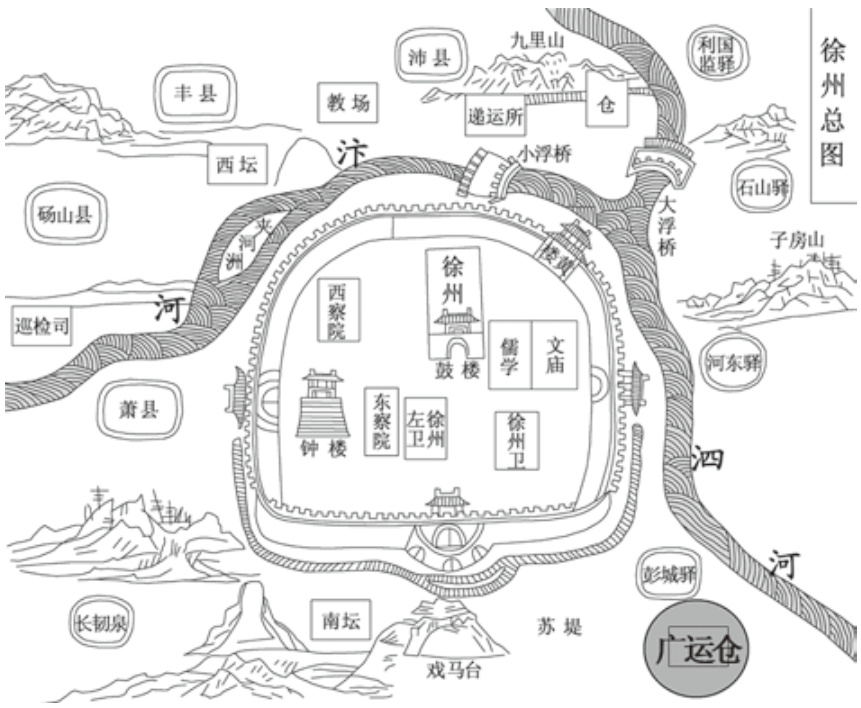 徐州总图
九里山
沛县
利国
监驿
丰县
教场
递运所
仓
西坛
汴
小浮桥
石山驿
大浮桥
砀山县
夹河洲
子房山
黄楼
徐州
西察院
河
巡检司
鼓楼
儒学
文庙
河东驿
萧县
钟楼
东察院
徐州
左卫
徐州卫
泗
河
彭城驿
长韧泉
南坛
戏马台
苏堤
广运仓